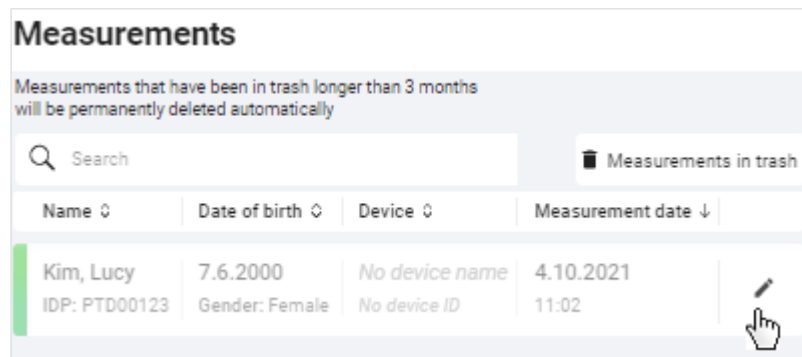 Measurements
Measurements that have been in trash longer than 3 months
will be permanently deleted automatically
Search
Measurements in trash
Name Date of birth Device Measurement date
Kim, Lucy 7.6.2000 No device name 4.10.2021
IDP: PTD00123 Gender: Female No device ID 11:02